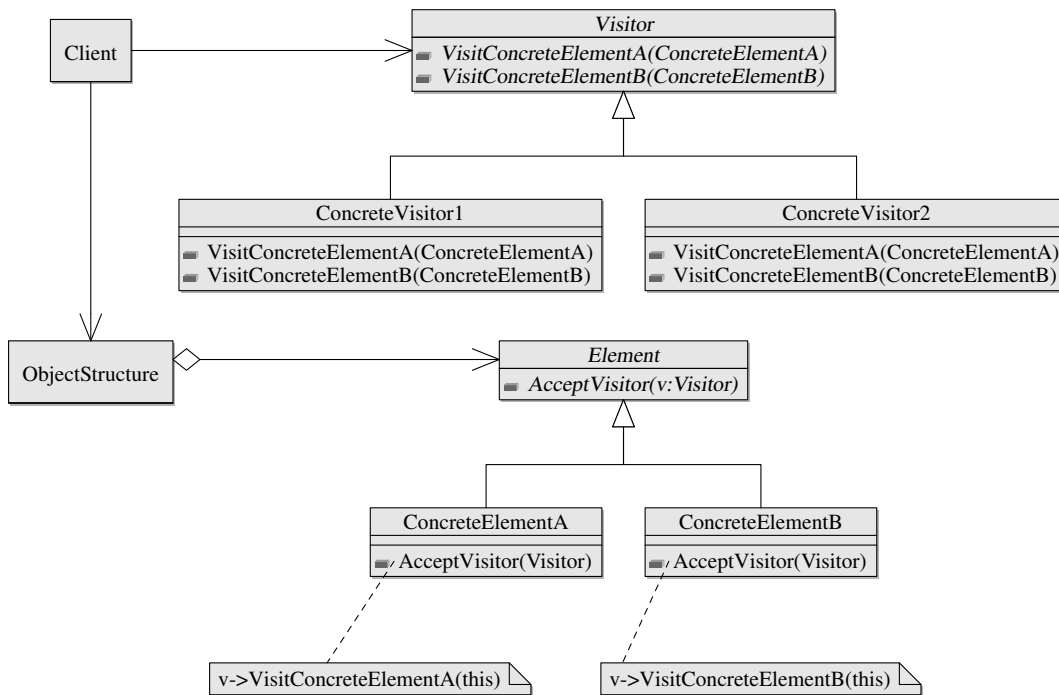 Visitor
Client
VisitConcreteElementA(ConcreteElementA)
VisitConcreteElementB(ConcreteElementB)
ConcreteVisitor1
VisitConcreteElementA(ConcreteElementA)
VisitConcreteElementB(ConcreteElementB)
ConcreteVisitor2
VisitConcreteElementA(ConcreteElementA)
VisitConcreteElementB(ConcreteElementB)
ObjectStructure
Element
AcceptVisitor(v:Visitor)
ConcreteElementA
AcceptVisitor(Visitor)
ConcreteElementB
AcceptVisitor(Visitor)
v->VisitConcreteElementA(this)
v->VisitConcreteElementB(this)